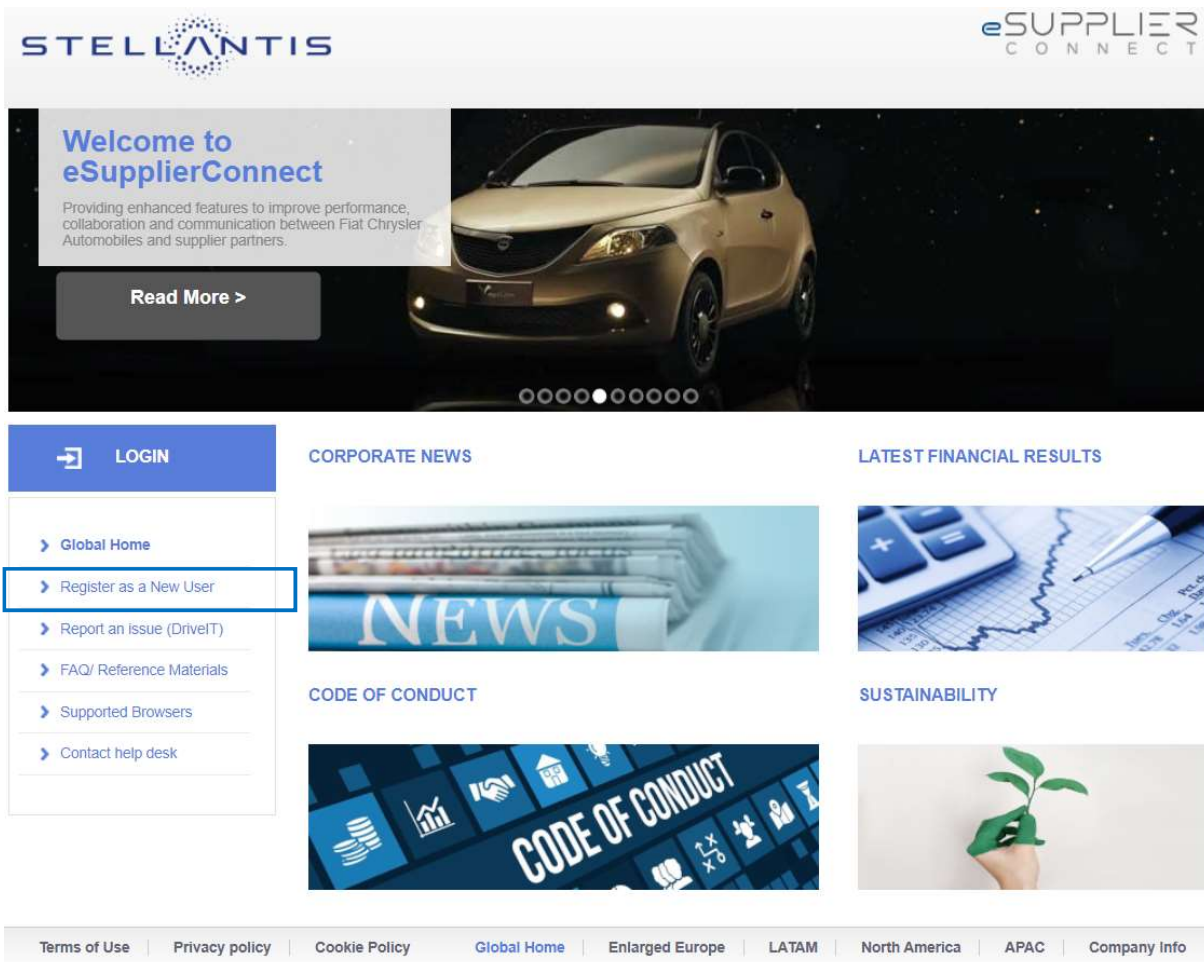 STELLANTIS
eSUPPLIER
CONNECT
Welcome to
eSupplierConnect
Providing enhanced features to improve performance,
collaboration and communication between Fiat Chrysler
Automobiles and supplier partners.
Read More >
LOGIN
Global Home
Register as a New User
Report an issue (DriveIT)
FAQ/ Reference Materials
Supported Browsers
Contact help desk
CORPORATE NEWS
NEWS
LATEST FINANCIAL RESULTS
CODE OF CONDUCT
CODE OF CONDUCT
SUSTAINABILITY
Terms of Use
Privacy policy
Cookie Policy
Global Home
Enlarged Europe
LATAM
North America
APAC
Company Info